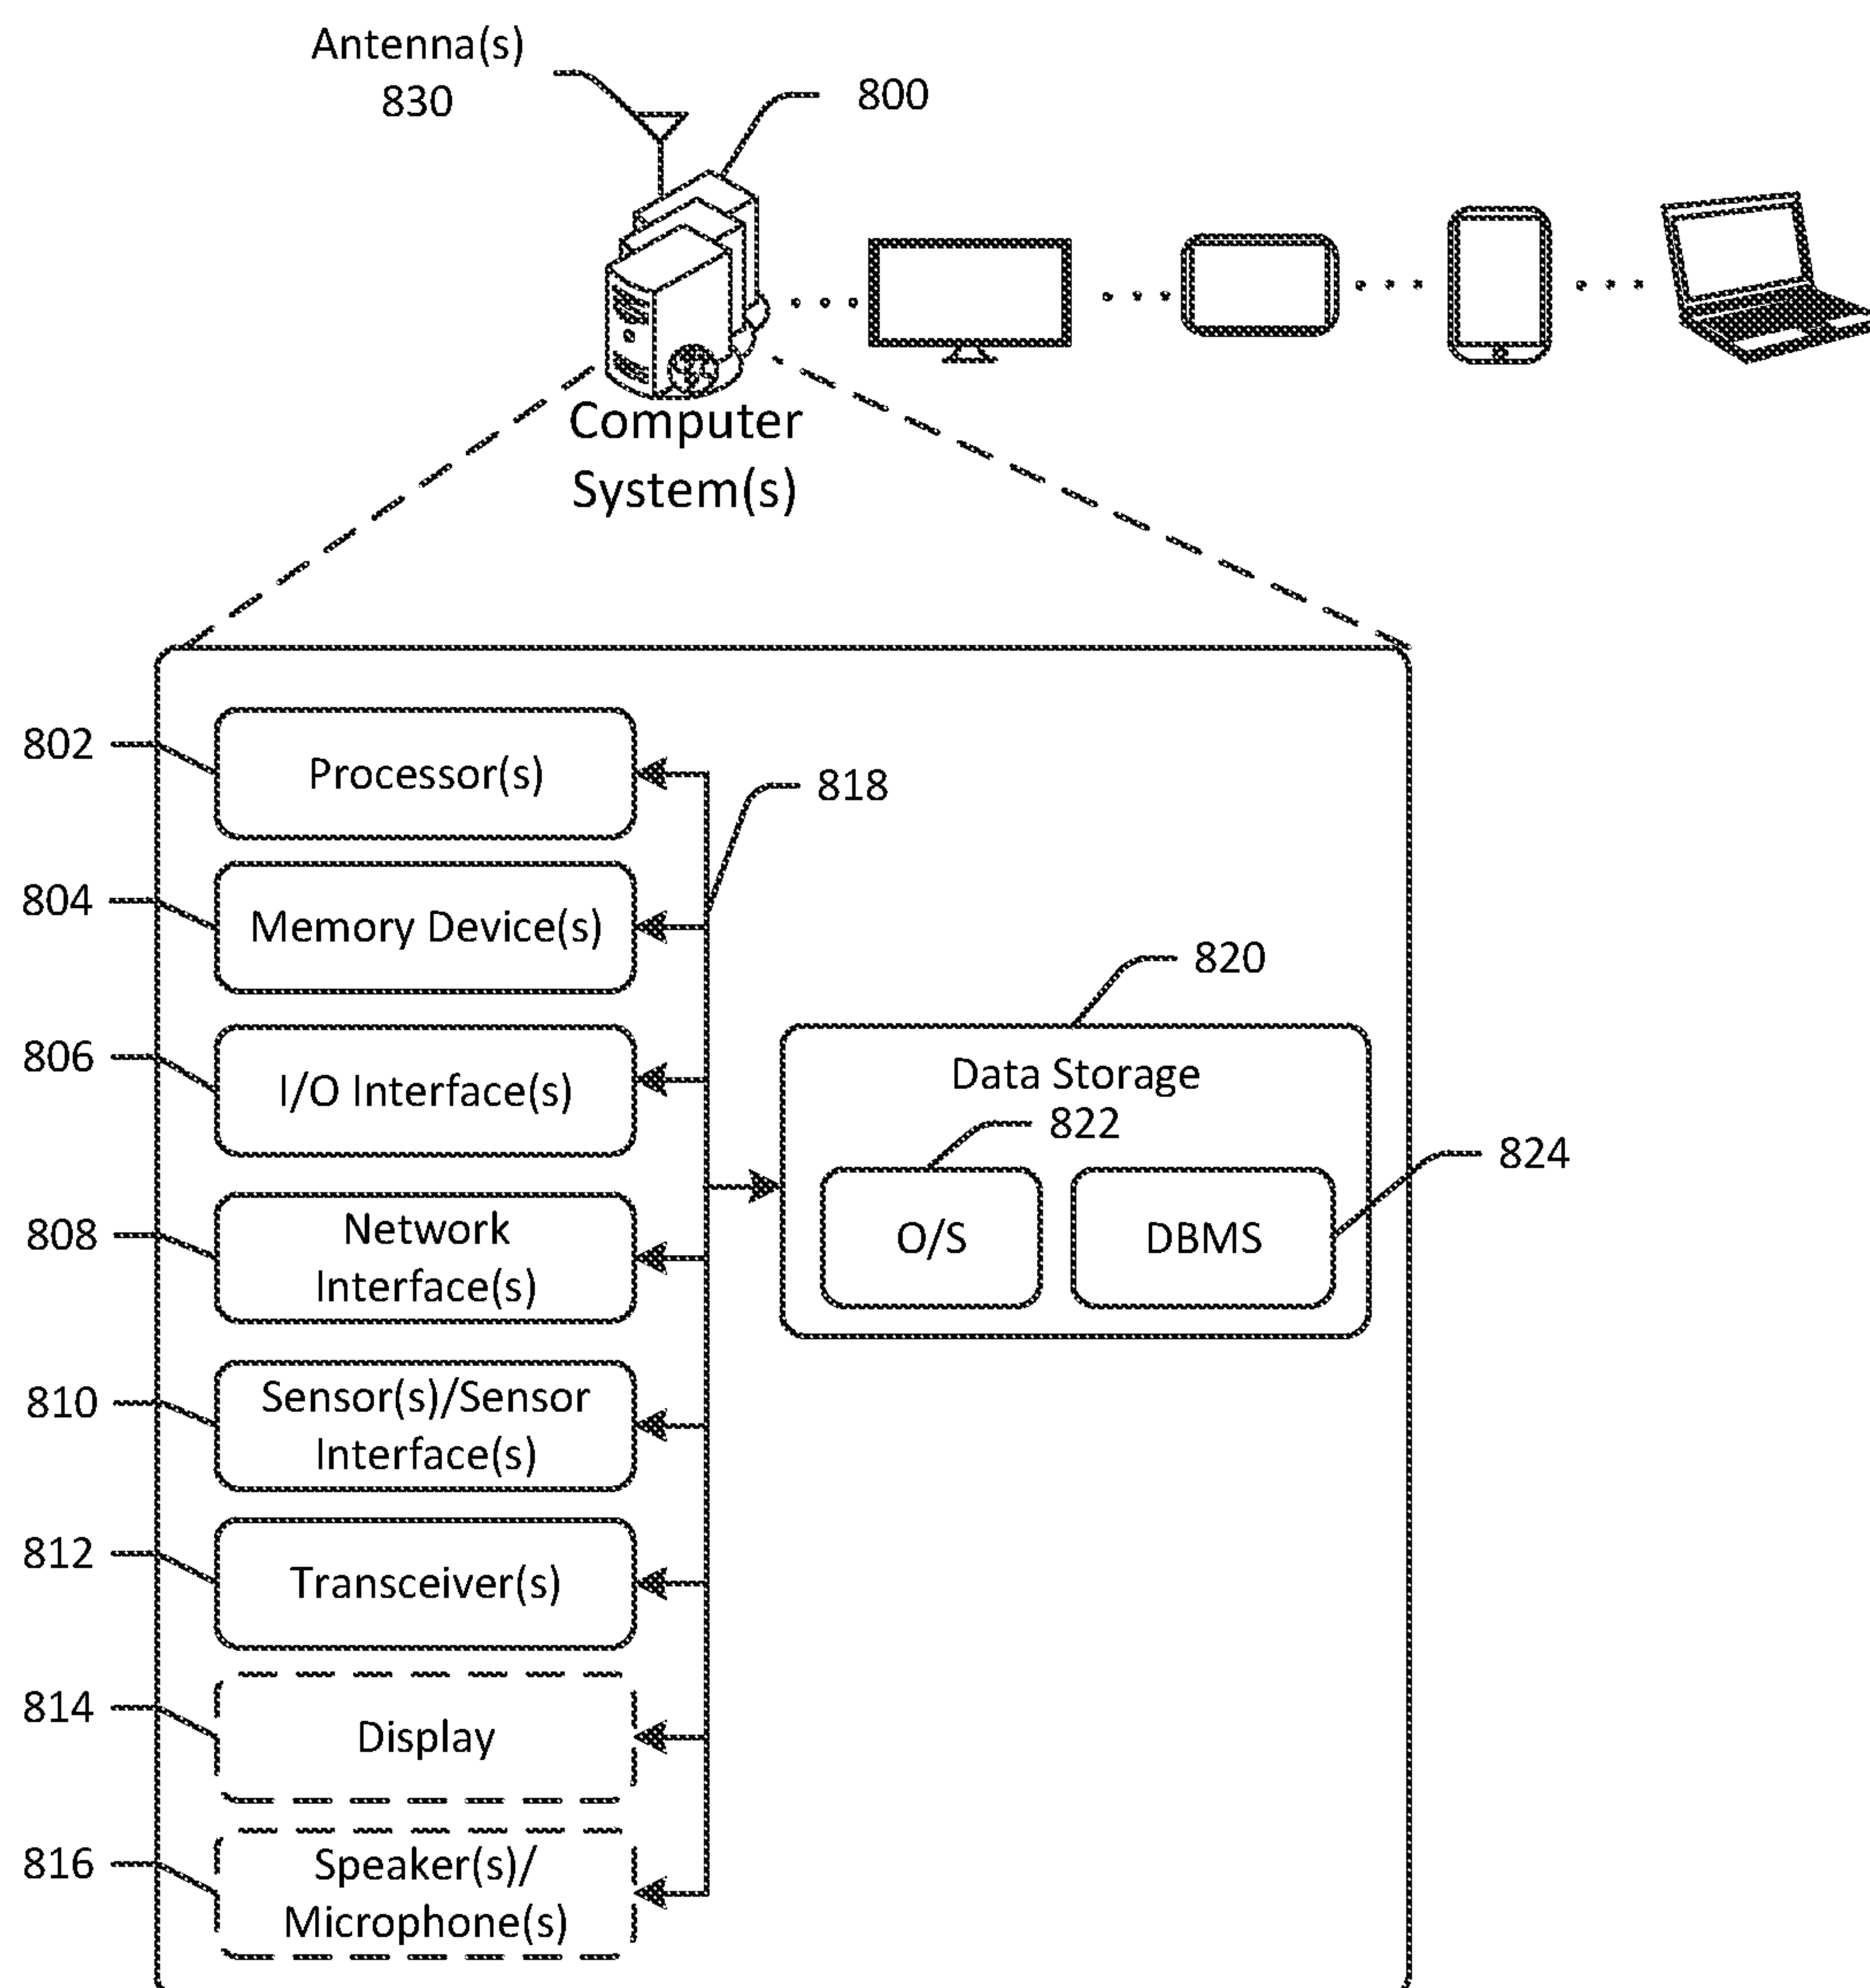 Antenna(s)
830
800
Computer
System(s)
802
Processor(s)
818
804
Memory Device(s)
820
806
I/O Interface(s)
Data Storage
822
824
808
Network
Interface(s)
O/S
DBMS
810
Sensor(s)/Sensor
Interface(s)
812
Transceiver(s)
814
Display
816
Speaker(s)/
Microphone(s)